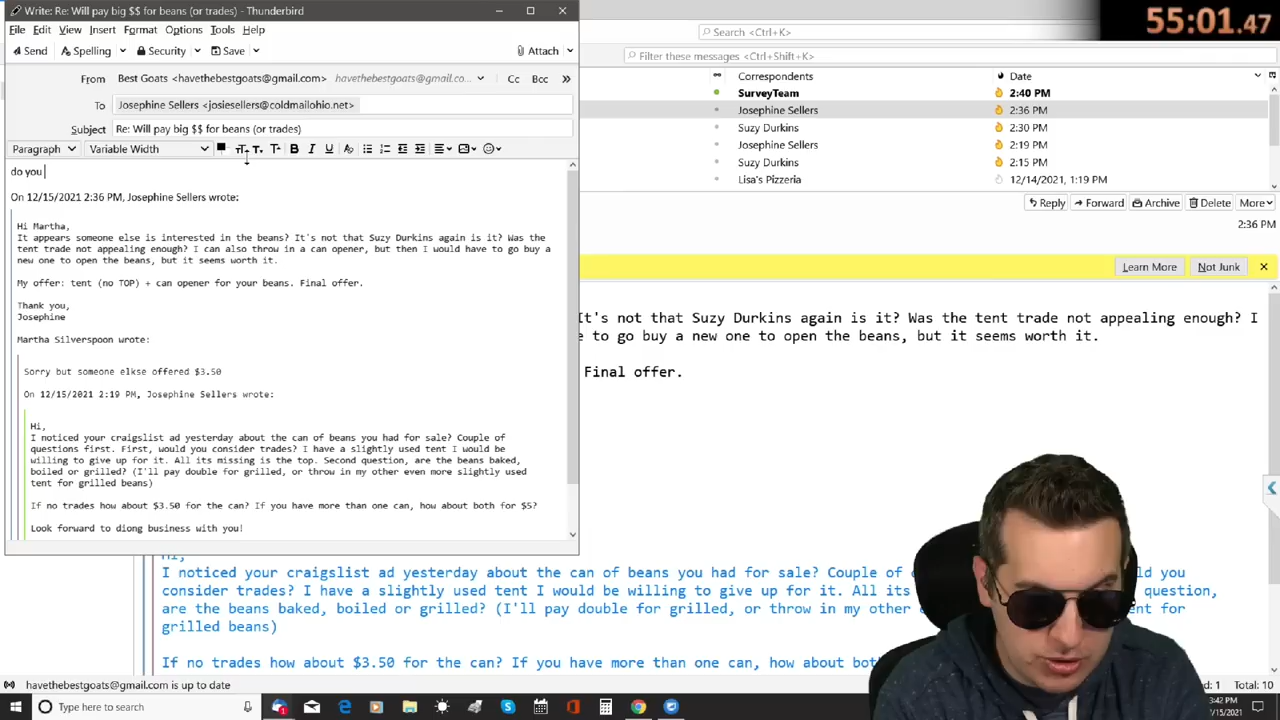 Write: Re: Will pay big $$ for beans (or trades) - Thunderbird
55:01.47
File Edit View Insert Format Options Tools Help
Search <Ctrl+K>
Send Spelling Security Save Attach
Filter these messages <Ctrl+Shift+K>
From Best Goats <havethebestgoats@gmail.com> havethebestgoats@gmail.co... Cc Bcc »
Correspondents Date
SurveyTeam 2:40 PM
To Josephine Sellers <josiesellers@coldmailohio.net>
Josephine Sellers 2:36 PM
Subject Re: Will pay big $$ for beans (or trades)
Suzy Durkins 2:30 PM
Paragraph Variable Width
Josephine Sellers 2:19 PM
Suzy Durkins 2:15 PM
do you
Lisa's Pizzeria 12/14/2021, 1:19 PM
On 12/15/2021 2:36 PM, Josephine Sellers wrote:
Reply Forward Archive Delete More
2:36 PM
Hi Martha,
It appears someone else is interested in the beans? It's not that Suzy Durkins again is it? Was the
tent trade not appealing enough? I can also throw in a can opener, but then I would have to go buy a
new one to open the beans, but it seems worth it.
Learn More Not Junk
My offer: tent (no TOP) + can opener for your beans. Final offer.
Thank you,
Josephine
It's not that Suzy Durkins again is it? Was the tent trade not appealing enough? I
e to go buy a new one to open the beans, but it seems worth it.
Martha Silverspoon wrote:
Sorry but someone elkse offered $3.50
Final offer.
On 12/15/2021 2:19 PM, Josephine Sellers wrote:
Hi,
I noticed your craigslist ad yesterday about the can of beans you had for sale? Couple of
questions first. First, would you consider trades? I have a slightly used tent I would be
willing to give up for it. All its missing is the top. Second question, are the beans baked,
boiled or grilled? (I'll pay double for grilled, or throw in my other even more slightly used
tent for grilled beans)
If no trades how about $3.50 for the can? If you have more than one can, how about both for $5?
Look forward to diong business with you!
Hi,
I noticed your craigslist ad yesterday about the can of beans you had for sale? Couple of ld you
consider trades? I have a slightly used tent I would be willing to give up for it. All its question,
are the beans baked, boiled or grilled? (I'll pay double for grilled, or throw in my other ent for
grilled beans)
If no trades how about $3.50 for the can? If you have more than one can, how about both
havethebestgoats@gmail.com is up to date d: 1 Total: 10
Type here to search
3:42 PM
/15/2021